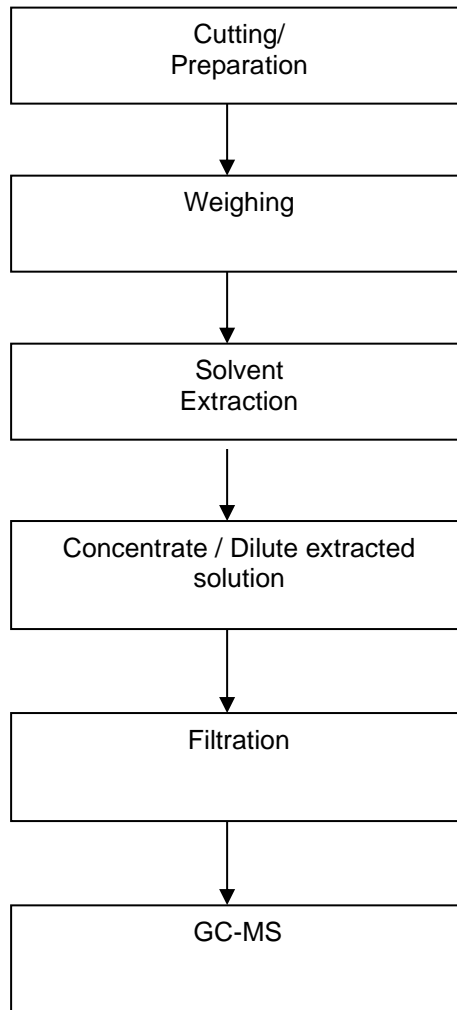 Cutting/
Preparation
Weighing
Solvent
Extraction
Concentrate / Dilute extracted
solution
Filtration
GC-MS